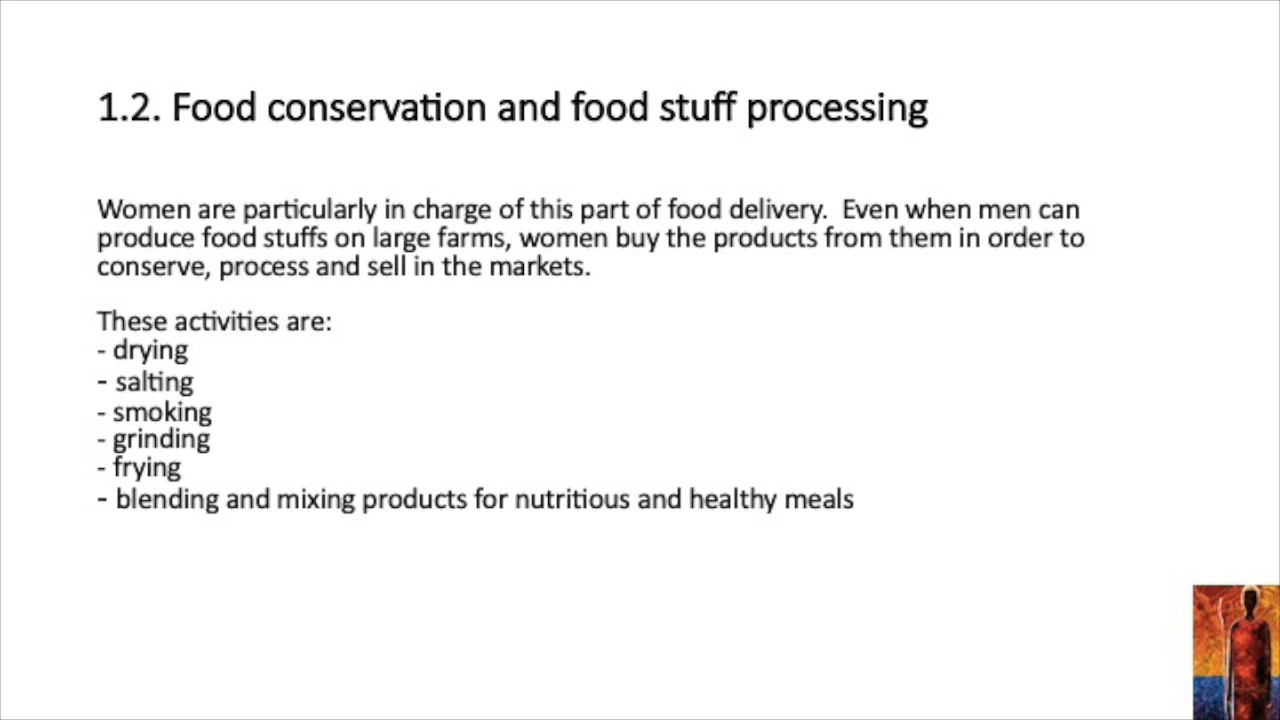 1.2. Food conservation and food stuff processing
Women are particularly in charge of this part of food delivery.  Even when men can
produce food stuffs on large farms, women buy the products from them in order to
conserve, process and sell in the markets.
These activities are:
- drying
- salting
- smoking
- grinding
- frying
- blending and mixing products for nutritious and healthy meals